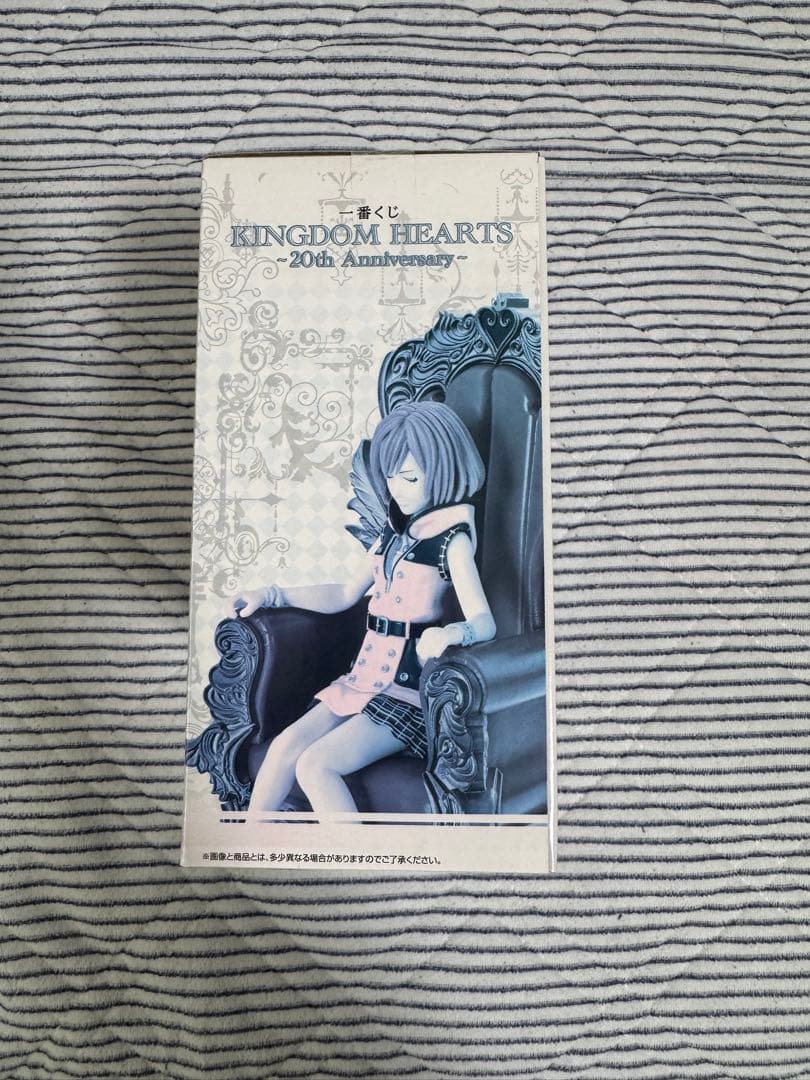 一番くじ
KINGDOM HEARTS
~20th Anniversary~
※画像と商品とは、多少異なる場合がありますのでご了承ください。